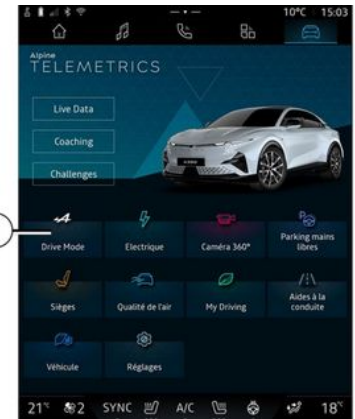 10°C 15:03
Alpine
TELEMETRICS
Live Data
Coaching
Challenges
Drive Mode
Electrique
Caméra 360°
Parking mains
libres
Sièges
Qualité de l'air
My Driving
Aides à la
conduite
Véhicule
Réglages
21°C 2 SYNC A/C 18°C